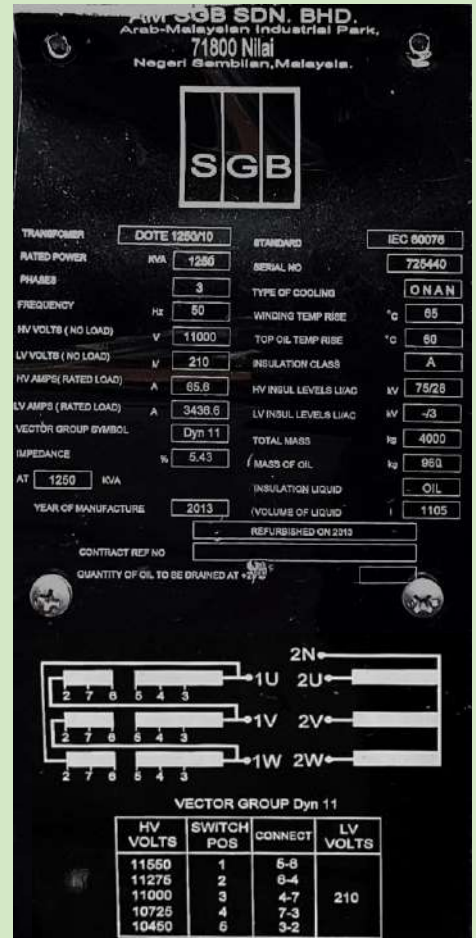 AM SGB SDN. BHD.
Arab-Malaysian Industrial Park,
71800 Nilai
Negeri Sembilan, Malaysia.
SGB
TRANSFOMER DOTE 1250/10
RATED POWER KVA 1250
PHASES 3
FREQUENCY Hz 50
HV VOLTS ( NO LOAD) V 11000
LV VOLTS ( NO LOAD) V 210
HV AMPS( RATED LOAD) A 65.6
LV AMPS ( RATED LOAD) A 3436.6
VECTOR GROUP SYMBOL Dyn 11
IMPEDANCE % 5.43
AT 1250 KVA
YEAR OF MANUFACTURE 2013
STANDARD IEC 60076
SERIAL NO 725440
TYPE OF COOLING ONAN
WINDING TEMP RISE °C 65
TOP OIL TEMP RISE °C 60
INSULATION CLASS A
HV INSUL LEVELS LI/AC kV 75/28
LV INSUL LEVELS LI/AC kV -/3
TOTAL MASS kg 4000
MASS OF OIL kg 960
INSULATION LIQUID OIL
(VOLUME OF LIQUID l 1105
REFURBISHED ON 2013
CONTRACT REF NO
QUANTITY OF OIL TO BE DRAINED AT
2N
2 7 6 5 4 3 1U 2U
2 7 6 5 4 3 1V 2V
2 7 6 5 4 3 1W 2W
VECTOR GROUP Dyn 11
HV VOLTS SWITCH POS CONNECT LV VOLTS
11550 1 5-6
11275 2 6-4
11000 3 4-7 210
10725 4 7-3
10450 5 3-2